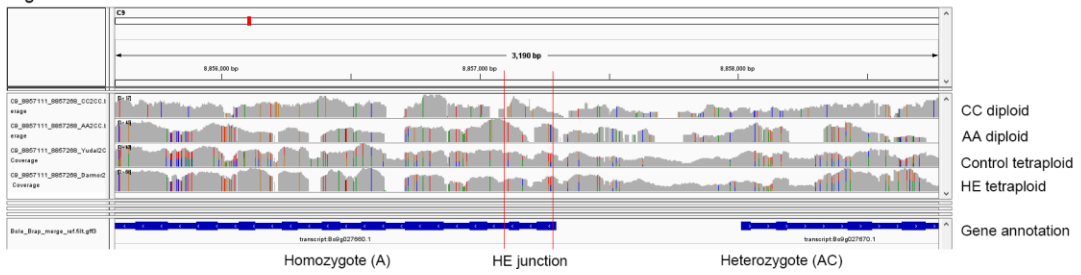 C9
3,190 bp
8,856,000 bp 8,857,000 bp 8,858,000 bp
C9_8857111_8857268_CC2CC.I
erage
CC diploid
C9_8857111_8857268_AA2CC.I
erage
AA diploid
C9_8857111_8857268_Yudal2C
Coverage
Control tetraploid
C9_8857111_8857268_Darmor2
Coverage
HE tetraploid
Bole_Brap_merge_ref.filt.gff3
Gene annotation
transcript:Bo9g027660.1 transcript:Bo9g027670.1
Homozygote (A) HE junction Heterozygote (AC)